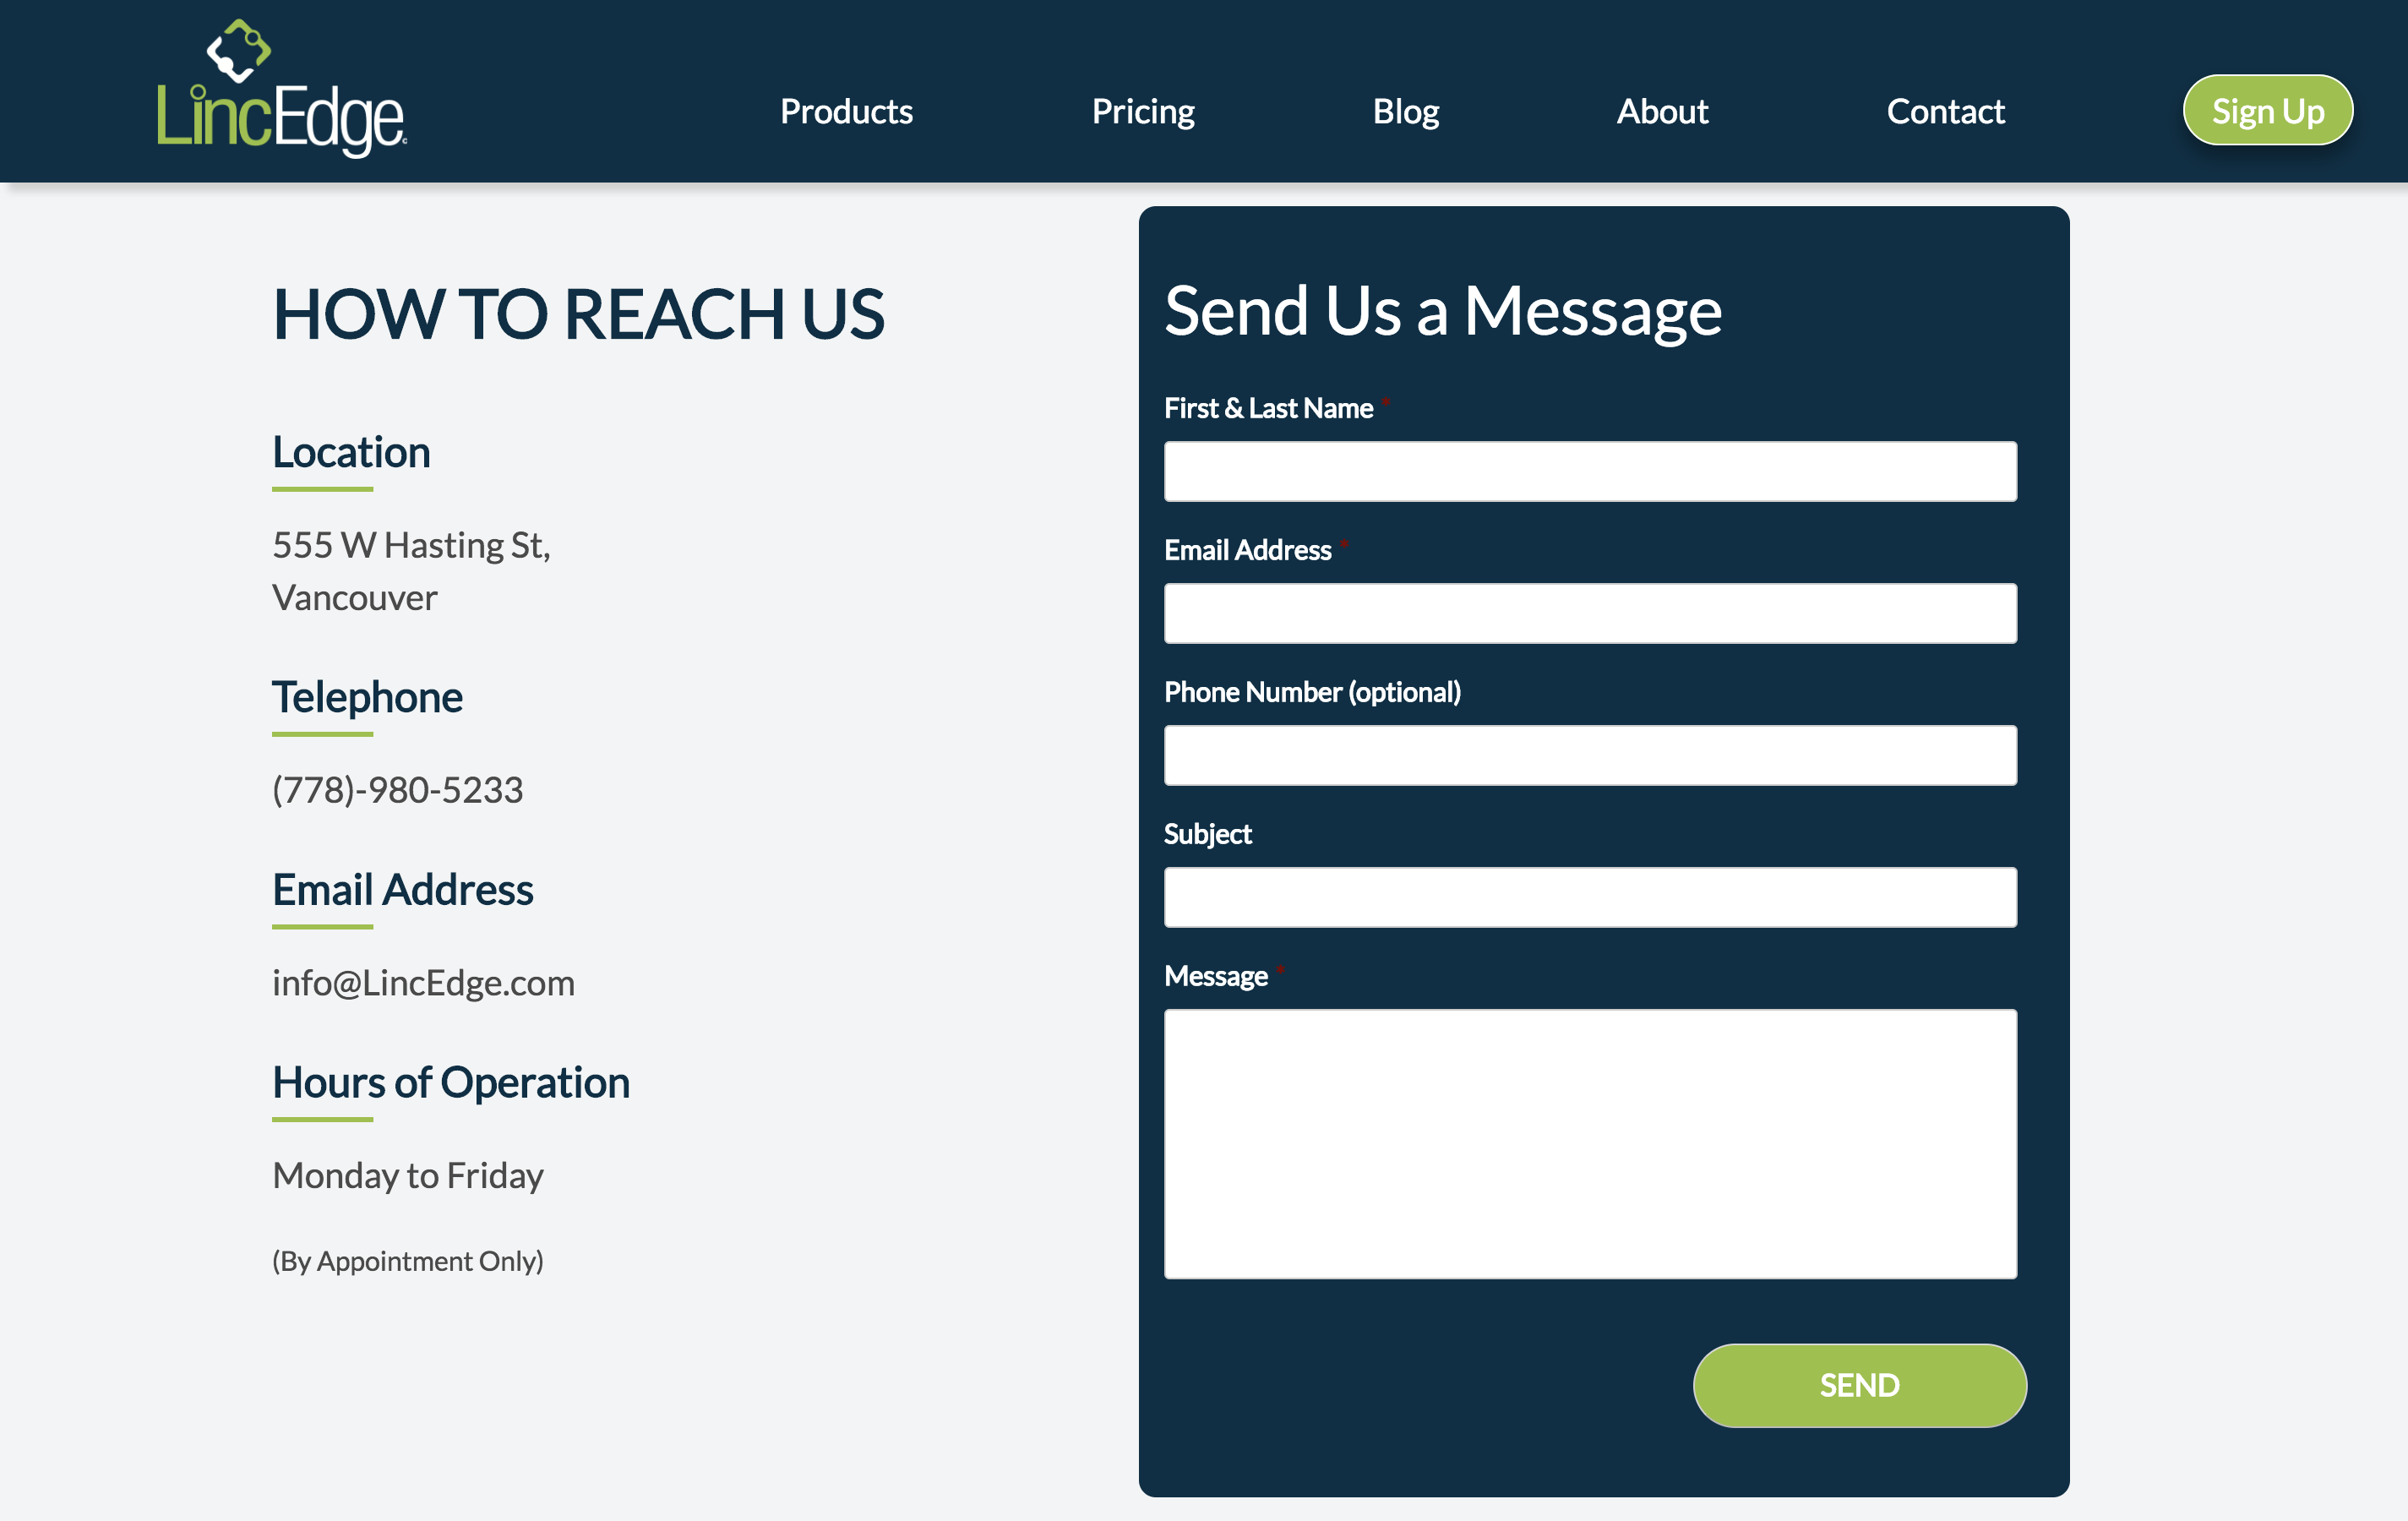 LincEdge
Products
Pricing
Blog
About
Contact
Sign Up
HOW TO REACH US
Location
555 W Hasting St,
Vancouver
Telephone
(778)-980-5233
Email Address
info@LincEdge.com
Hours of Operation
Monday to Friday
(By Appointment Only)
Send Us a Message
First & Last Name *
Email Address *
Phone Number (optional)
Subject
Message *
SEND